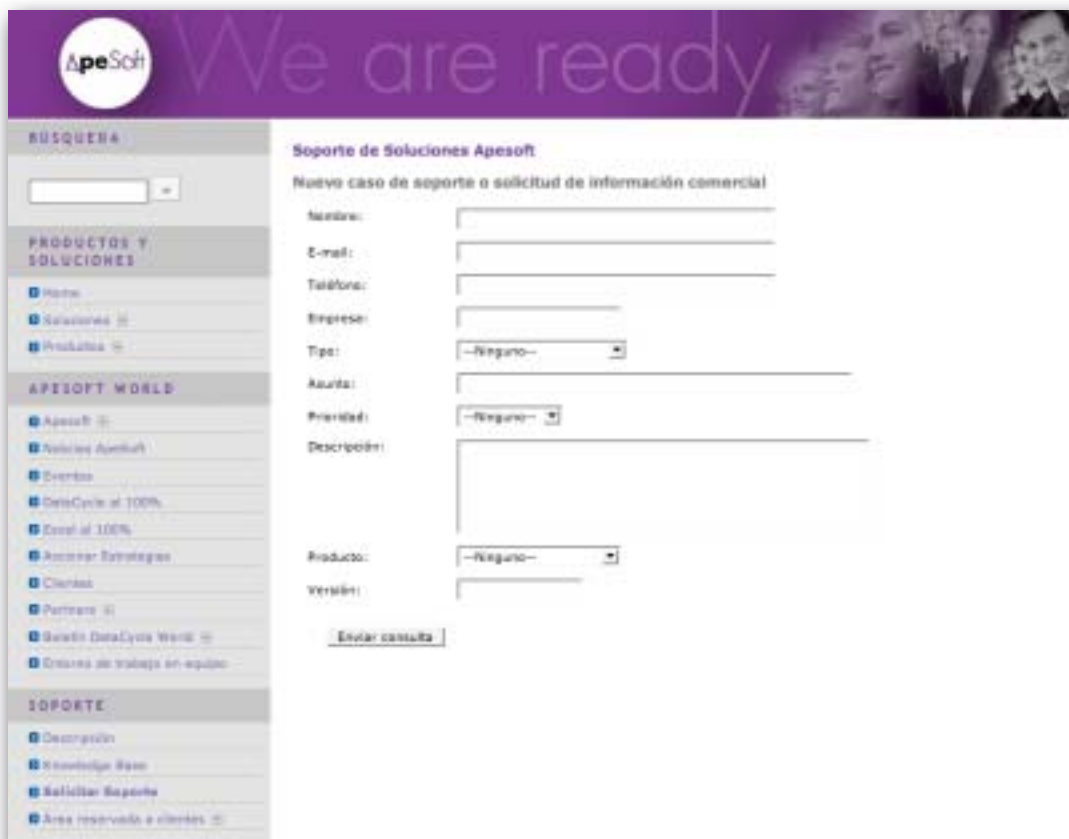 ApeSoft
We are ready
BÚSQUEDA
PRODUCTOS Y
SOLUCIONES
Home
Soluciones
Productos
APESOFT WORLD
Apesoft
Noticias ApeSoft
Eventos
DataCycle al 100%
Excel al 100%
Accionar Estrategias
Clientes
Partners
Boletín DataCycle World
Entorno de trabajo en equipo
SOPORTE
Descripción
Knowledge Base
Solicitar Soporte
Área reservada a clientes
Soporte de Soluciones Apesoft
Nuevo caso de soporte o solicitud de información comercial
Nombre:
E-mail:
Teléfono:
Empresa:
Tipo: --Ninguno--
Asunto:
Prioridad: --Ninguno--
Descripción:
Producto: --Ninguno--
Versión:
Enviar consulta